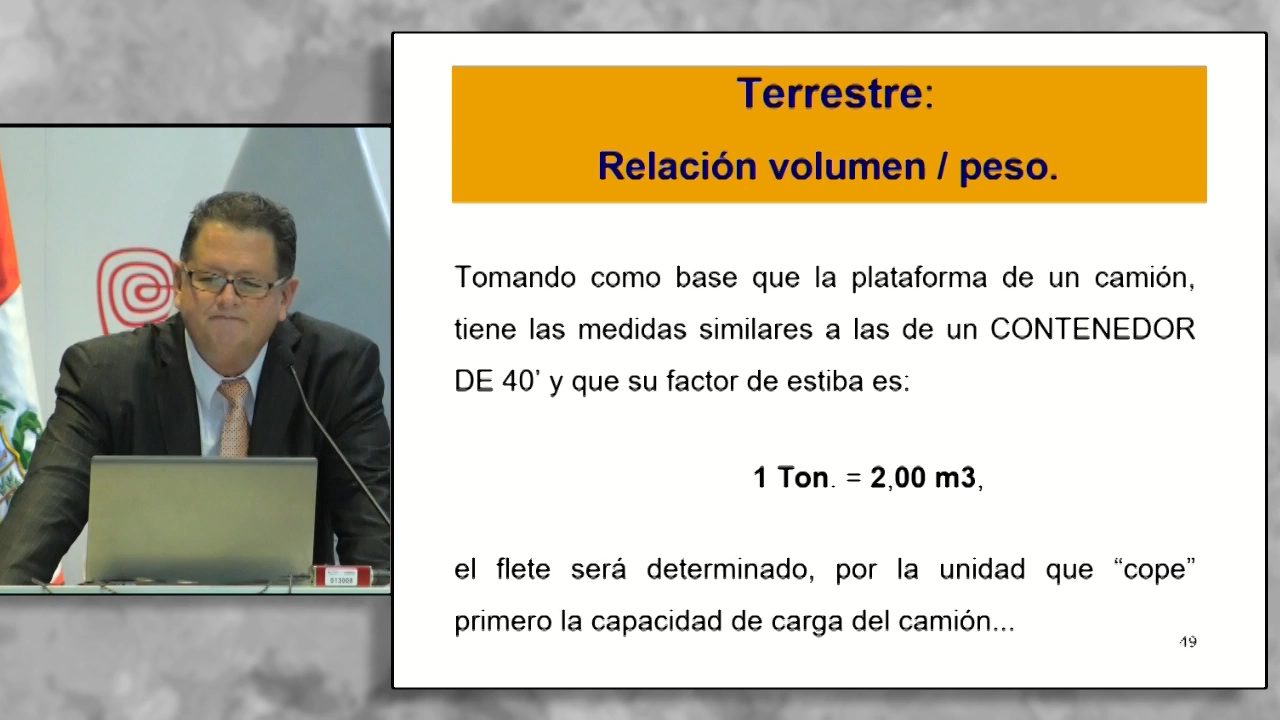 Terrestre:
Relación volumen / peso.
Tomando como base que la plataforma de un camión,
tiene las medidas similares a las de un CONTENEDOR
DE 40’ y que su factor de estiba es:
1 Ton. = 2,00 m3,
el flete será determinado, por la unidad que “cope”
primero la capacidad de carga del camión...
49
013908